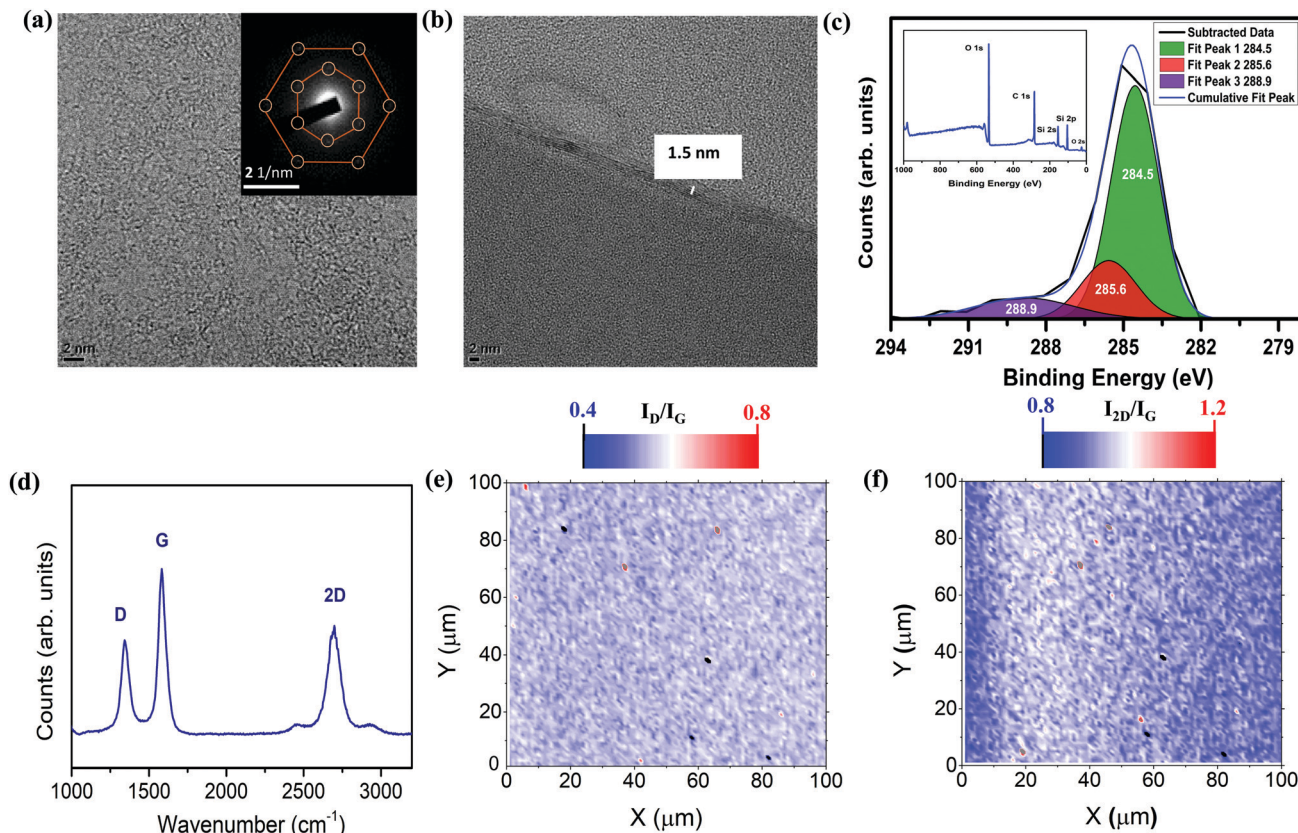 (a)
2 1/nm
2 nm
(b)
1.5 nm
2 nm
(c)
Counts (arb. units)
Subtracted Data
Fit Peak 1 284.5
Fit Peak 2 285.6
Fit Peak 3 288.9
Cumulative Fit Peak
O 1s
C 1s
Si 2s
Si 2p
O 2s
1000 800 600 400 200 0
Binding Energy (eV)
284.5
285.6
288.9
294 291 288 285 282 279
Binding Energy (eV)
(d)
Counts (arb. units)
D
G
2D
1000 1500 2000 2500 3000
Wavenumber (cm⁻¹)
0.4 I_D/I_G 0.8
(e)
Y (μm)
100
80
60
40
20
0
0 20 40 60 80 100
X (μm)
0.8 I_2D/I_G 1.2
(f)
Y (μm)
100
80
60
40
20
0
0 20 40 60 80 100
X (μm)